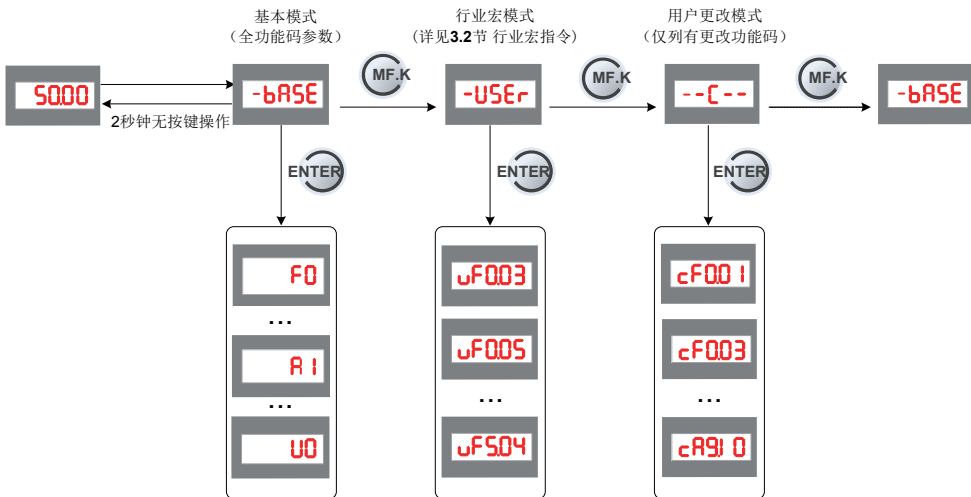 基本模式
（全功能码参数）
行业宏模式
(详见3.2节 行业宏指令)
用户更改模式
（仅列有更改功能码）
50.00
-bASE
MF.K
-USEr
MF.K
--C--
MF.K
-bASE
2秒钟无按键操作
ENTER
ENTER
ENTER
F0
...
A1
...
U0
uF0.03
uF0.05
...
uF5.04
cF0.01
cF0.03
...
cA9.10